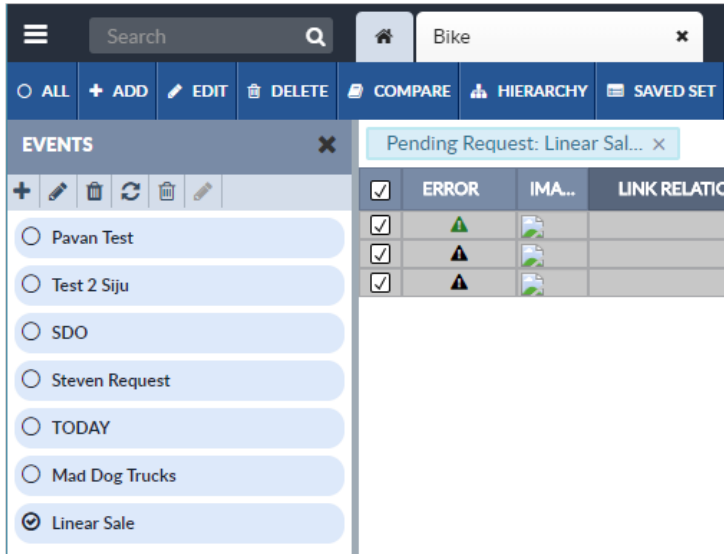 Search
Bike
ALL ADD EDIT DELETE COMPARE HIERARCHY SAVED SET
EVENTS
Pending Request: Linear Sal...
ERROR IMA... LINK RELATIO
Pavan Test
Test 2 Siju
SDO
Steven Request
TODAY
Mad Dog Trucks
Linear Sale